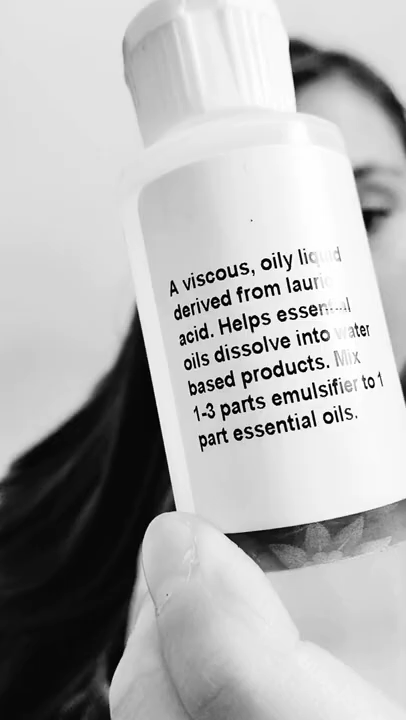 A viscous, oily liquid
derived from lauric
acid. Helps essential
oils dissolve into water
based products. Mix
1-3 parts emulsifier to 1
part essential oils.